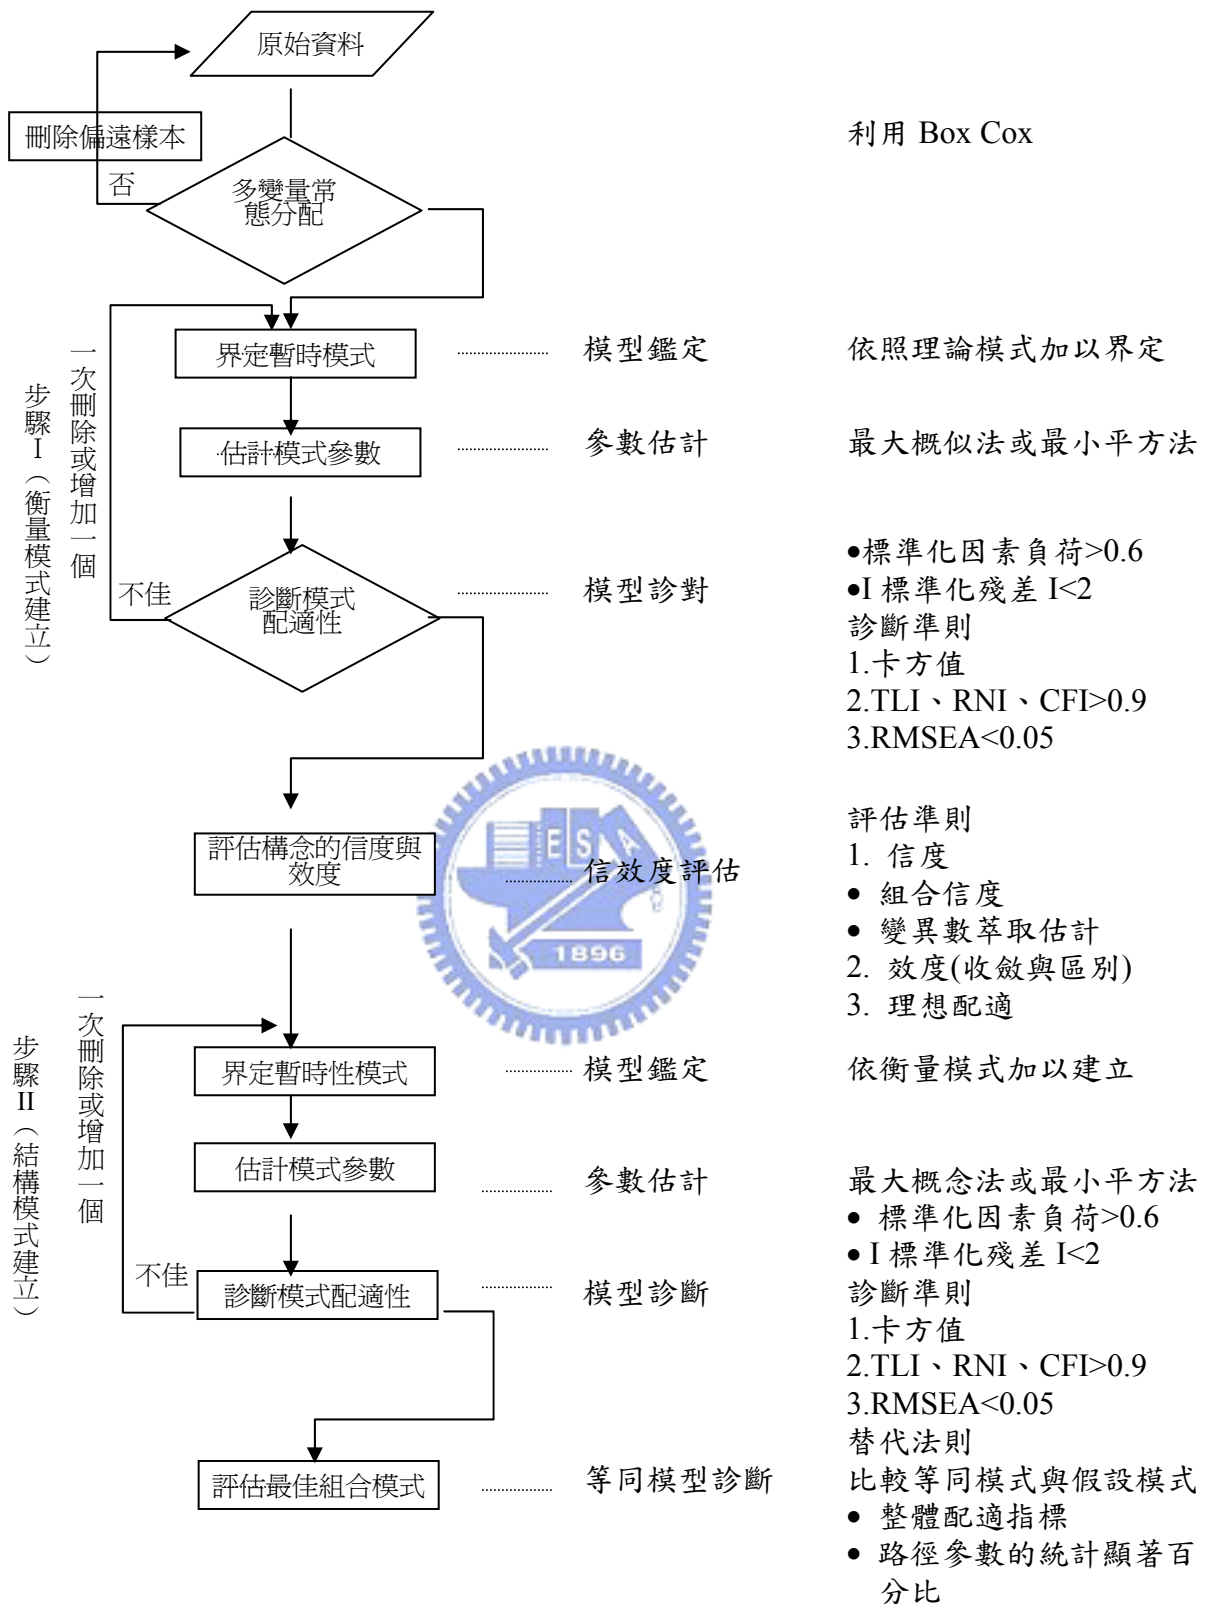 原始資料
刪除偏遠樣本
利用 Box Cox
否
多變量常
態分配
步驟 I（衡量模式建立）
一次刪除或增加一個
界定暫時模式
模型鑑定
依照理論模式加以界定
估計模式參數
參數估計
最大概似法或最小平方法
不佳
診斷模式
配適性
模型診對
•標準化因素負荷>0.6
•I 標準化殘差 I<2
診斷準則
1.卡方值
2.TLI、RNI、CFI>0.9
3.RMSEA<0.05
評估構念的信度與
效度
信效度評估
評估準則
1. 信度
• 組合信度
• 變異數萃取估計
2. 效度(收斂與區別)
3. 理想配適
E S A
1896
步驟 II（結構模式建立）
一次刪除或增加一個
界定暫時性模式
模型鑑定
依衡量模式加以建立
估計模式參數
參數估計
最大概念法或最小平方法
• 標準化因素負荷>0.6
• I 標準化殘差 I<2
不佳
診斷模式配適性
模型診斷
診斷準則
1.卡方值
2.TLI、RNI、CFI>0.9
3.RMSEA<0.05
替代法則
評估最佳組合模式
等同模型診斷
比較等同模式與假設模式
• 整體配適指標
• 路徑參數的統計顯著百
分比